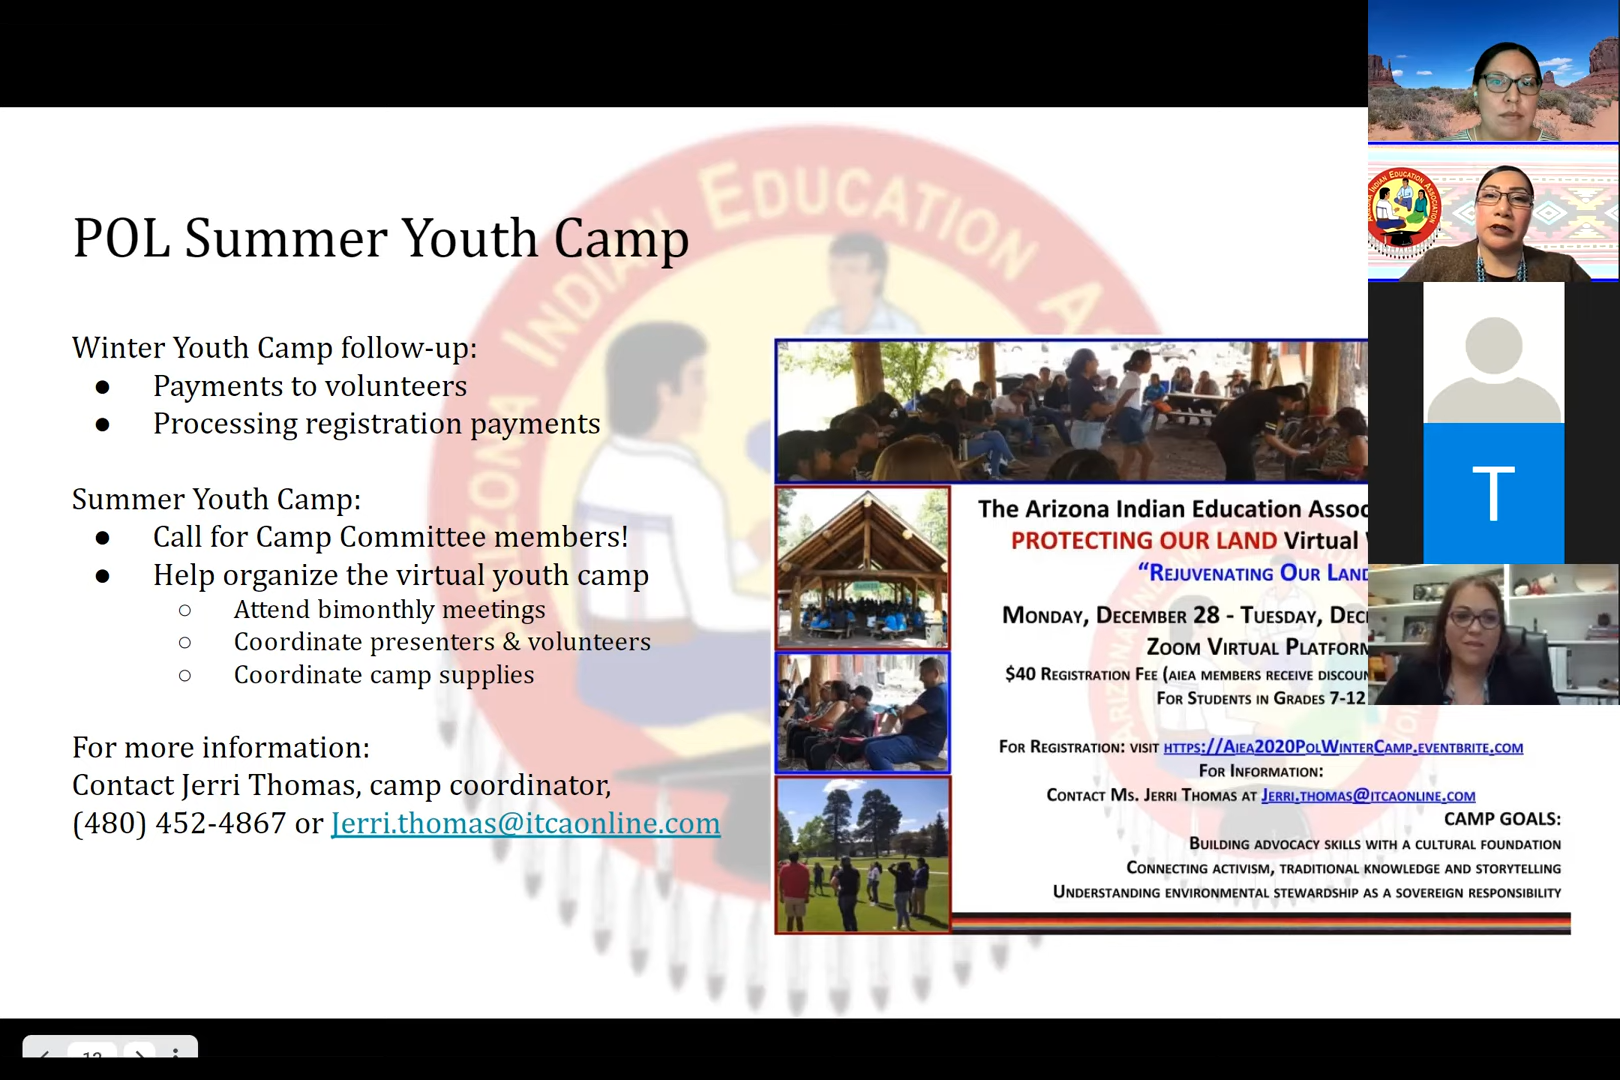 POL Summer Youth Camp
Winter Youth Camp follow-up:
● Payments to volunteers
● Processing registration payments
Summer Youth Camp:
● Call for Camp Committee members!
● Help organize the virtual youth camp
○ Attend bimonthly meetings
○ Coordinate presenters & volunteers
○ Coordinate camp supplies
For more information:
Contact Jerri Thomas, camp coordinator,
(480) 452-4867 or Jerri.thomas@itcaonline.com
ARIZONA INDIAN EDUCATION
The Arizona Indian Education
PROTECTING OUR LAND Virtual
"REJUVENATING OUR
MONDAY, DECEMBER 28 - TUESDAY,
ZOOM VIRTUAL
$40 REGISTRATION FEE (AIEA MEMBERS RECEIVE
FOR STUDENTS IN GRADES 7-12
FOR REGISTRATION: VISIT HTTPS://AIEA2020POLWINTERCAMP.EVENTBRITE.COM
FOR INFORMATION:
CONTACT MS. JERRI THOMAS AT JERRI.THOMAS@ITCAONLINE.COM
CAMP GOALS:
BUILDING ADVOCACY SKILLS WITH A CULTURAL FOUNDATION
CONNECTING ACTIVISM, TRADITIONAL KNOWLEDGE AND STORYTELLING
UNDERSTANDING ENVIRONMENTAL STEWARDSHIP AS A SOVEREIGN RESPONSIBILITY
INDIAN EDUCATION ASSOCIATION
T